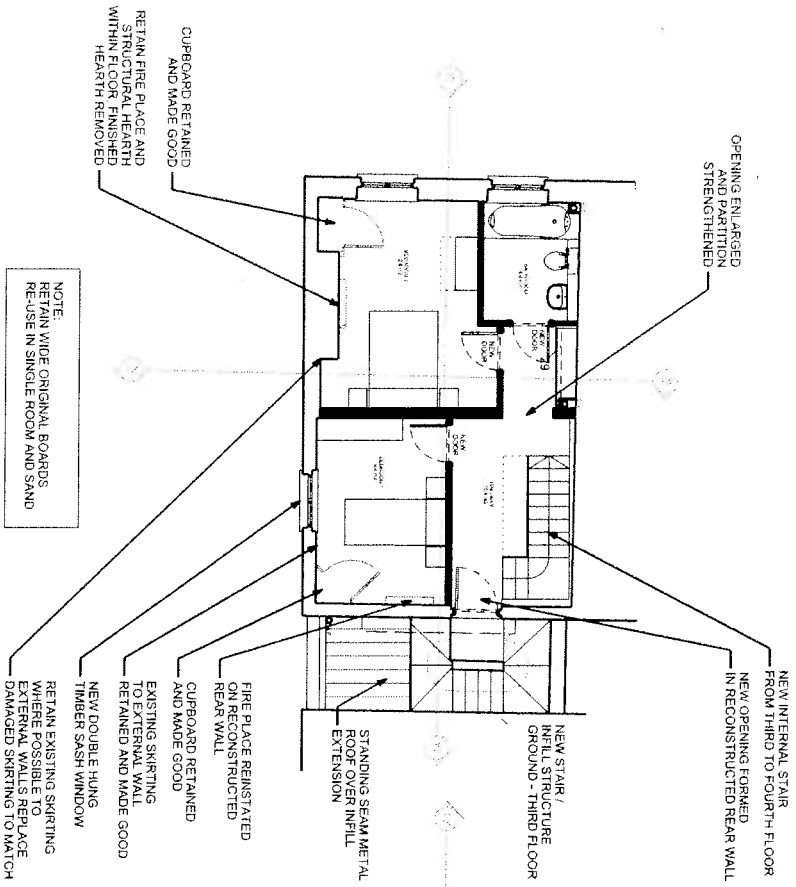 NEW INTERNAL STAIR
FROM THIRD TO FOURTH FLOOR
NEW OPENING FORMED
IN RECONSTRUCTED REAR WALL
OPENING ENLARGED
AND PARTITION
STRENGTHENED
NEW STAIR /
INFILL STRUCTURE
GROUND - THIRD FLOOR
STANDING SEAM METAL
ROOF OVER INFILL
EXTENSION
FIRE PLACE REINSTATED
ON RECONSTRUCTED
REAR WALL
CUPBOARD RETAINED
AND MADE GOOD
EXISTING SKIRTING
TO EXTERNAL WALL
RETAINED AND MADE GOOD
NEW DOUBLE HUNG
TIMBER SASH WINDOW
RETAIN EXISTING SKIRTING
WHERE POSSIBLE TO
EXTERNAL WALLS REPLACE
DAMAGED SKIRTING TO MATCH
CUPBOARD RETAINED
AND MADE GOOD
RETAIN FIRE PLACE AND
STRUCTURAL HEARTH
WITHIN FLOOR. FINISHED
HEARTH REMOVED
NOTE:
RETAIN WIDE ORIGINAL BOARDS
RE-USE IN SINGLE ROOM AND SAND
NEW
DOOR
49
NEW
DOOR
NEW
DOOR